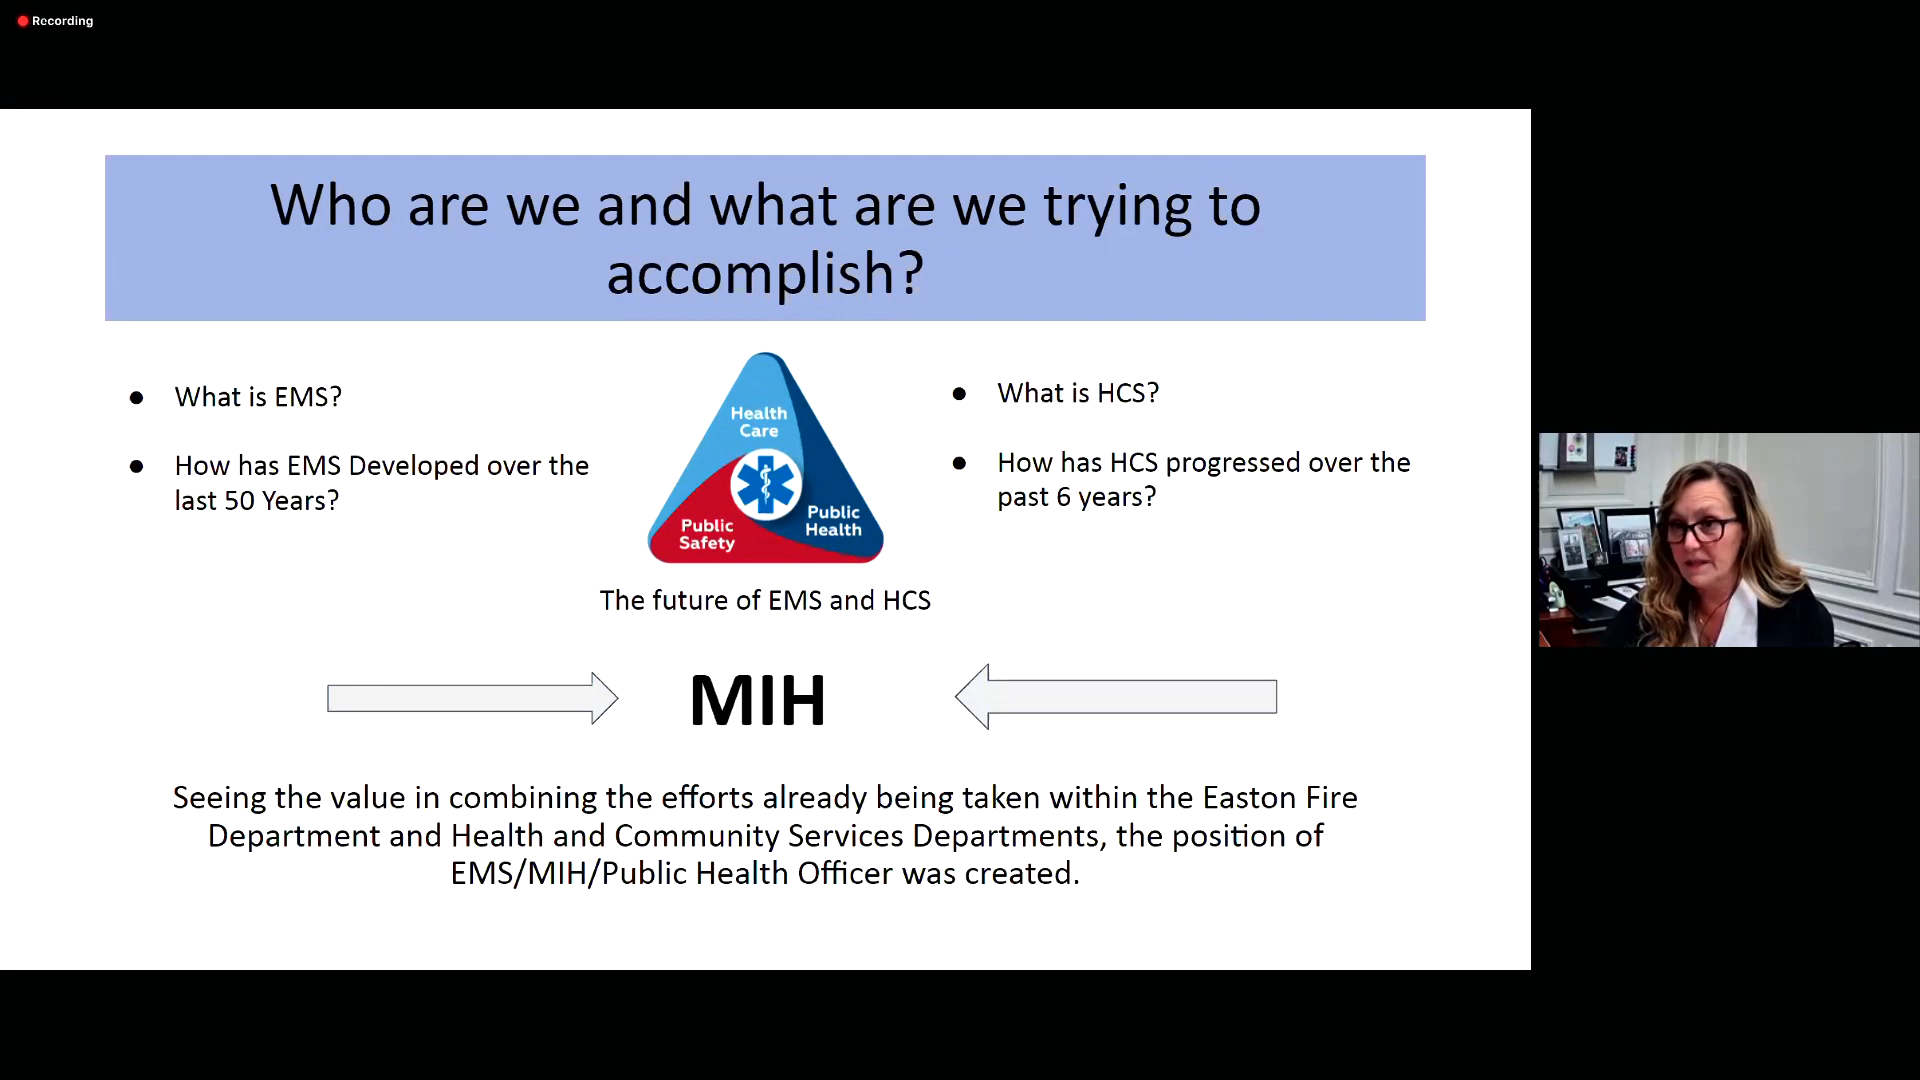 Recording
Who are we and what are we trying to
accomplish?
What is EMS?
How has EMS Developed over the
last 50 Years?
Health
Care
Public
Safety
Public
Health
The future of EMS and HCS
What is HCS?
How has HCS progressed over the
past 6 years?
MIH
Seeing the value in combining the efforts already being taken within the Easton Fire
Department and Health and Community Services Departments, the position of
EMS/MIH/Public Health Officer was created.